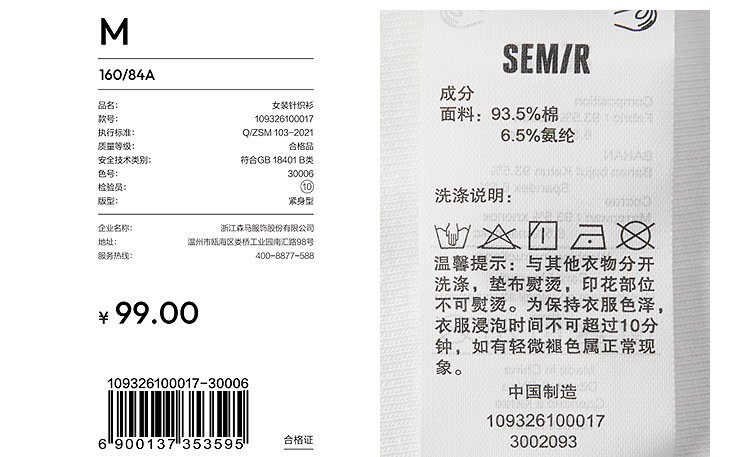 M
160/84A
品名: 女装针织衫
款号: 109326100017
执行标准: Q/ZSM 103-2021
质量等级: 合格品
安全技术类别: 符合GB 18401 B类
色号: 30006
检验员: 10
版型: 紧身型
企业名称: 浙江森马服饰股份有限公司
地址: 温州市瓯海区娄桥工业园南汇路98号
服务热线: 400-8877-588
¥ 99.00
109326100017-30006
6 900137 353595
合格证
SEM/R
成分
面料: 93.5%棉
6.5%氨纶
洗涤说明:
温馨提示: 与其他衣物分开
洗涤, 垫布熨烫, 印花部位
不可熨烫。为保持衣服色泽,
衣服浸泡时间不可超过10分
钟, 如有轻微褪色属正常现
象。
中国制造
109326100017
3002093